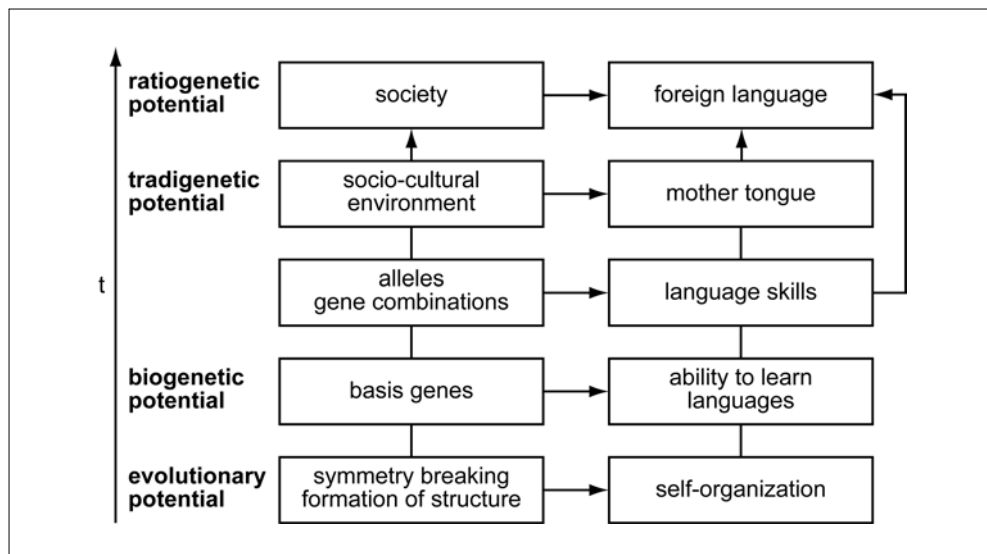 ratiogenetic
potential
society
foreign language
tradigenetic
potential
socio-cultural
environment
mother tongue
t
alleles
gene combinations
language skills
biogenetic
potential
basis genes
ability to learn
languages
evolutionary
potential
symmetry breaking
formation of structure
self-organization